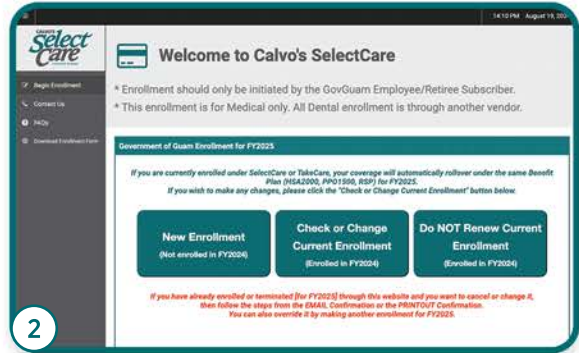 14:10 PM August 19, 202
CALVO'S
Select
Care
Welcome to Calvo's SelectCare
Begin Enrollment
Contact Us
FAQs
Download Enrollment Form
* Enrollment should only be initiated by the GovGuam Employee/Retiree Subscriber.
* This enrollment is for Medical only. All Dental enrollment is through another vendor.
Government of Guam Enrollment for FY2025
If you are currently enrolled under SelectCare or TakeCare, your coverage will automatically rollover under the same Benefit
Plan (HSA2000, PPO1500, RSP) for FY2025.
If you wish to make any changes, please click the "Check or Change Current Enrollment" button below.
New Enrollment
(Not enrolled in FY2024)
Check or Change
Current Enrollment
(Enrolled in FY2024)
Do NOT Renew Current
Enrollment
(Enrolled in FY2024)
If you have already enrolled or terminated [for FY2025] through this website and you want to cancel or change it,
then follow the steps from the EMAIL Confirmation or the PRINTOUT Confirmation.
You can also override it by making another enrollment for FY2025.
2